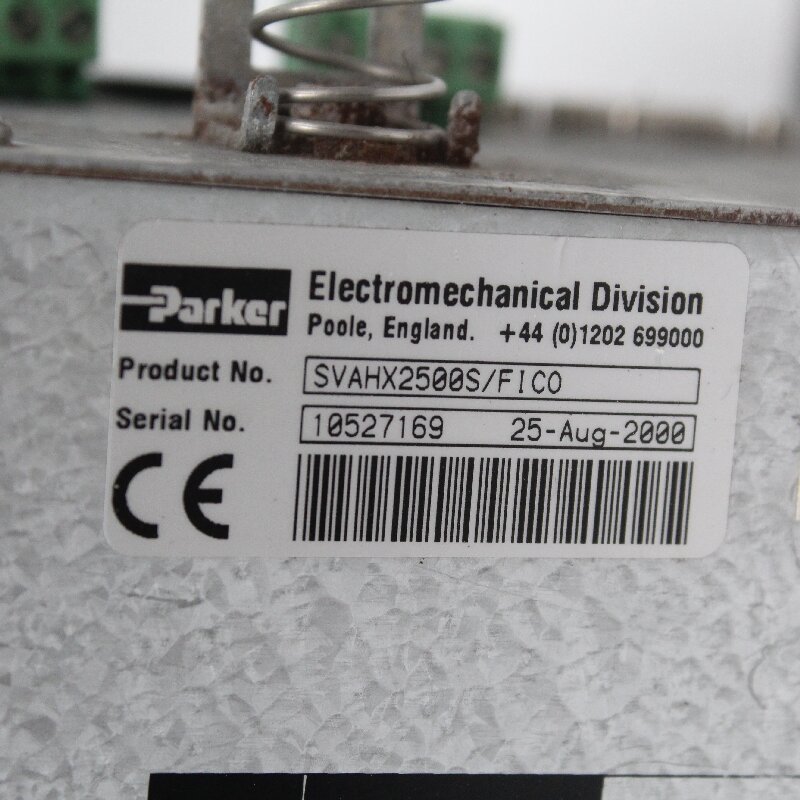 Parker
Electromechanical Division
Poole, England. +44 (0)1202 699000
Product No. SVAHX2500S/FICO
Serial No. 10527169 25-Aug-2000
CE